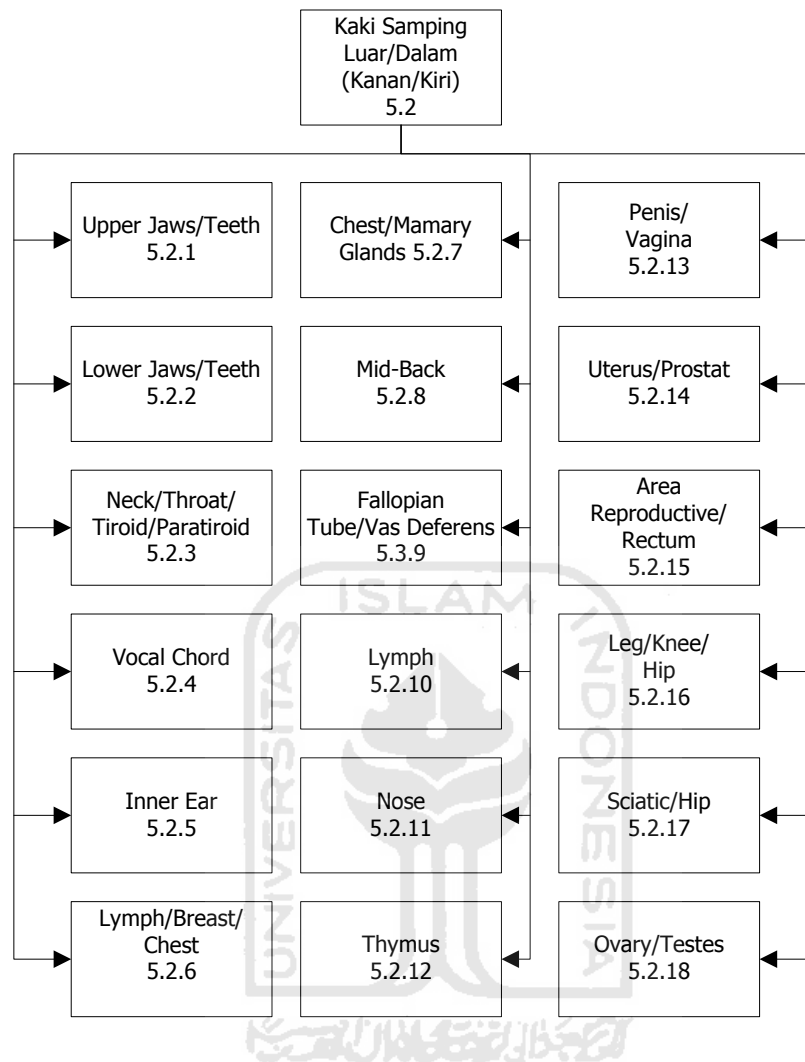 Kaki Samping
Luar/Dalam
(Kanan/Kiri)
5.2
Upper Jaws/Teeth
5.2.1
Lower Jaws/Teeth
5.2.2
Neck/Throat/
Tiroid/Paratiroid
5.2.3
Vocal Chord
5.2.4
Inner Ear
5.2.5
Lymph/Breast/
Chest
5.2.6
Chest/Mamary
Glands 5.2.7
Mid-Back
5.2.8
Fallopian
Tube/Vas Deferens
5.3.9
Lymph
5.2.10
Nose
5.2.11
Thymus
5.2.12
Penis/
Vagina
5.2.13
Uterus/Prostat
5.2.14
Area
Reproductive/
Rectum
5.2.15
Leg/Knee/
Hip
5.2.16
Sciatic/Hip
5.2.17
Ovary/Testes
5.2.18
UNIVERSITAS
ISLAM
INDONESIA